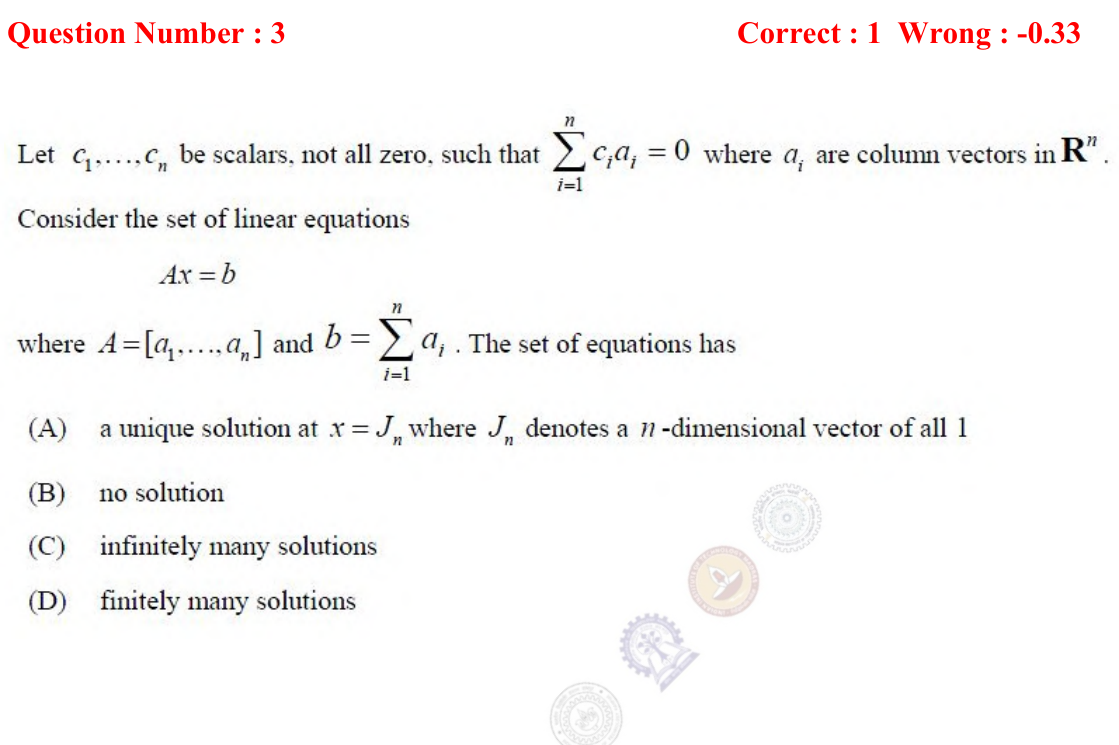 Question Number : 3 Correct : 1 Wrong : -0.33
Let c₁,…,cₙ be scalars, not all zero, such that ∑ᵢ₌₁ⁿ cᵢaᵢ = 0 where aᵢ are column vectors in Rⁿ.
Consider the set of linear equations
Ax = b
where A = [a₁,…,aₙ] and b = ∑ᵢ₌₁ⁿ aᵢ . The set of equations has
(A) a unique solution at x = Jₙ where Jₙ denotes a n-dimensional vector of all 1
(B) no solution
(C) infinitely many solutions
(D) finitely many solutions